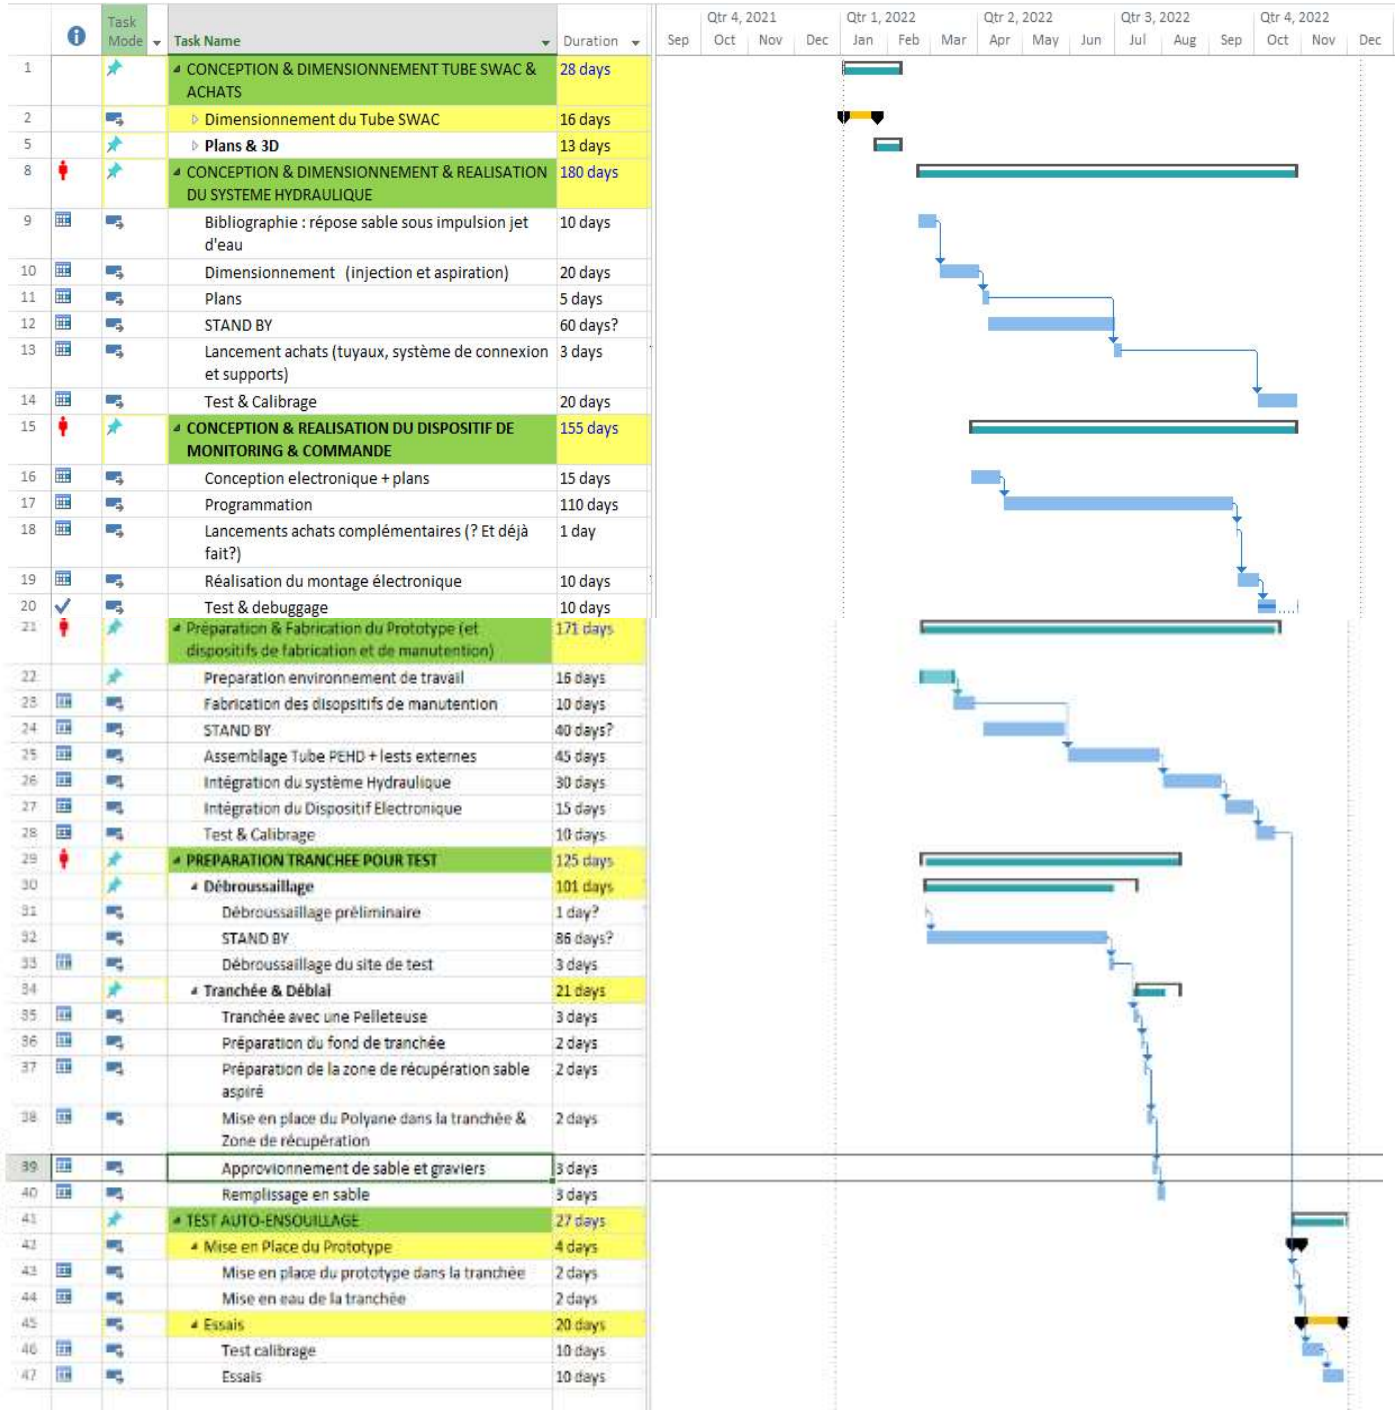 Qtr 4, 2021 Qtr 1, 2022 Qtr 2, 2022 Qtr 3, 2022 Qtr 4, 2022
Task Mode Task Name Duration Sep Oct Nov Dec Jan Feb Mar Apr May Jun Jul Aug Sep Oct Nov Dec
1 CONCEPTION & DIMENSIONNEMENT TUBE SWAC & 28 days
ACHATS
2 Dimensionnement du Tube SWAC 16 days
5 Plans & 3D 13 days
8 CONCEPTION & DIMENSIONNEMENT & REALISATION 180 days
DU SYSTEME HYDRAULIQUE
9 Bibliographie : répose sable sous impulsion jet 10 days
d'eau
10 Dimensionnement (injection et aspiration) 20 days
11 Plans 5 days
12 STAND BY 60 days?
13 Lancement achats (tuyaux, système de connexion 3 days
et supports)
14 Test & Calibrage 20 days
15 CONCEPTION & REALISATION DU DISPOSITIF DE 155 days
MONITORING & COMMANDE
16 Conception electronique + plans 15 days
17 Programmation 110 days
18 Lancements achats complémentaires (? Et déjà 1 day
fait?)
19 Réalisation du montage électronique 10 days
20 Test & debuggage 10 days
21 Préparation & Fabrication du Prototype (et 171 days
dispositifs de fabrication et de manutention)
22 Preparation environnement de travail 16 days
23 Fabrication des disopsitifs de manutention 10 days
24 STAND BY 40 days?
25 Assemblage Tube PEHD + lests externes 45 days
26 Intégration du système Hydraulique 30 days
27 Intégration du Dispositif Electronique 15 days
28 Test & Calibrage 10 days
29 PREPARATION TRANCHEE POUR TEST 125 days
30 Débroussaillage 101 days
31 Débroussaillage préliminaire 1 day?
32 STAND BY 86 days?
33 Débroussaillage du site de test 3 days
34 Tranchée & Déblai 21 days
35 Tranchée avec une Pelleteuse 3 days
36 Préparation du fond de tranchée 2 days
37 Préparation de la zone de récupération sable 2 days
aspiré
38 Mise en place du Polyane dans la tranchée & 2 days
Zone de récupération
39 Approvionnement de sable et graviers 3 days
40 Remplissage en sable 3 days
41 TEST AUTO-ENSOUILLAGE 27 days
42 Mise en Place du Prototype 4 days
43 Mise en place du prototype dans la tranchée 2 days
44 Mise en eau de la tranchée 2 days
45 Essais 20 days
46 Test calibrage 10 days
47 Essais 10 days